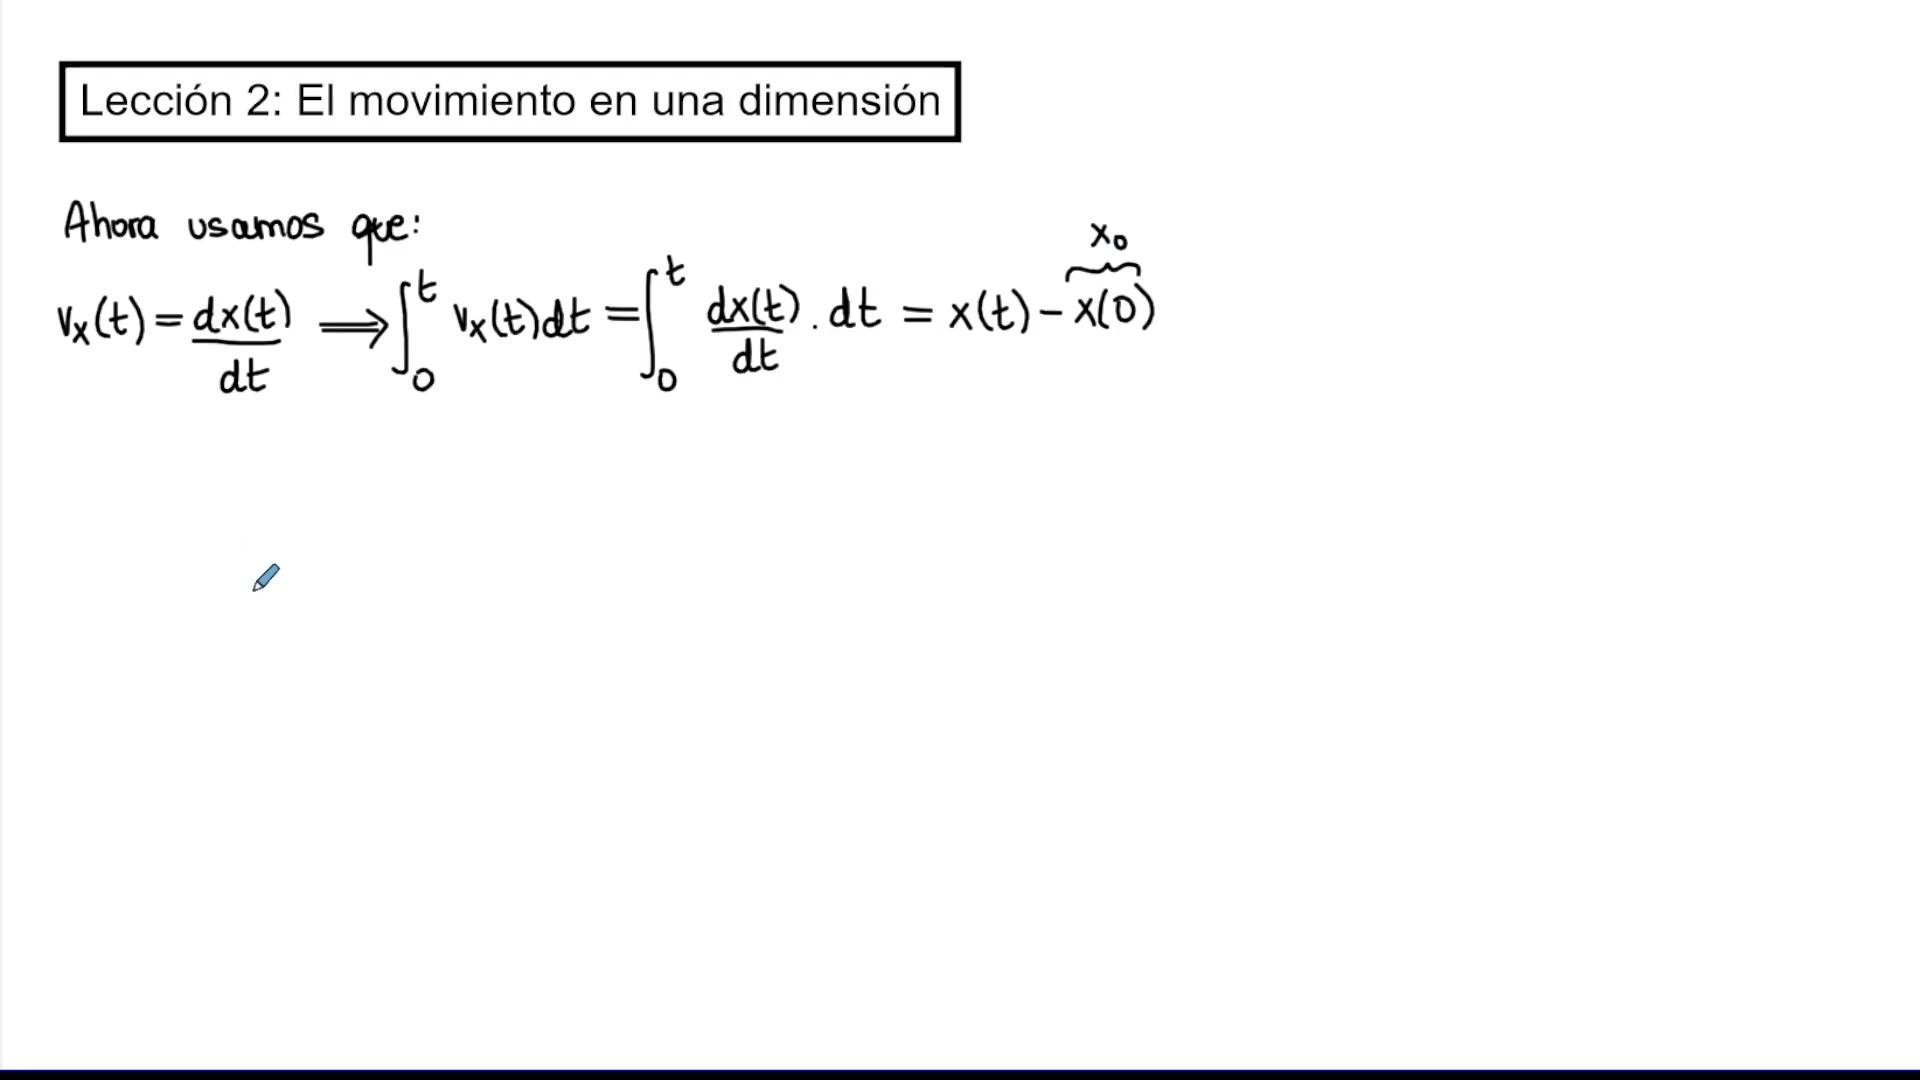 Lección 2: El movimiento en una dimensión
Ahora usamos que:
vₓ(t) = dx(t)/dt ⟹ ∫₀ᵗ vₓ(t)dt = ∫₀ᵗ dx(t)/dt . dt = x(t) - x(0)
x₀